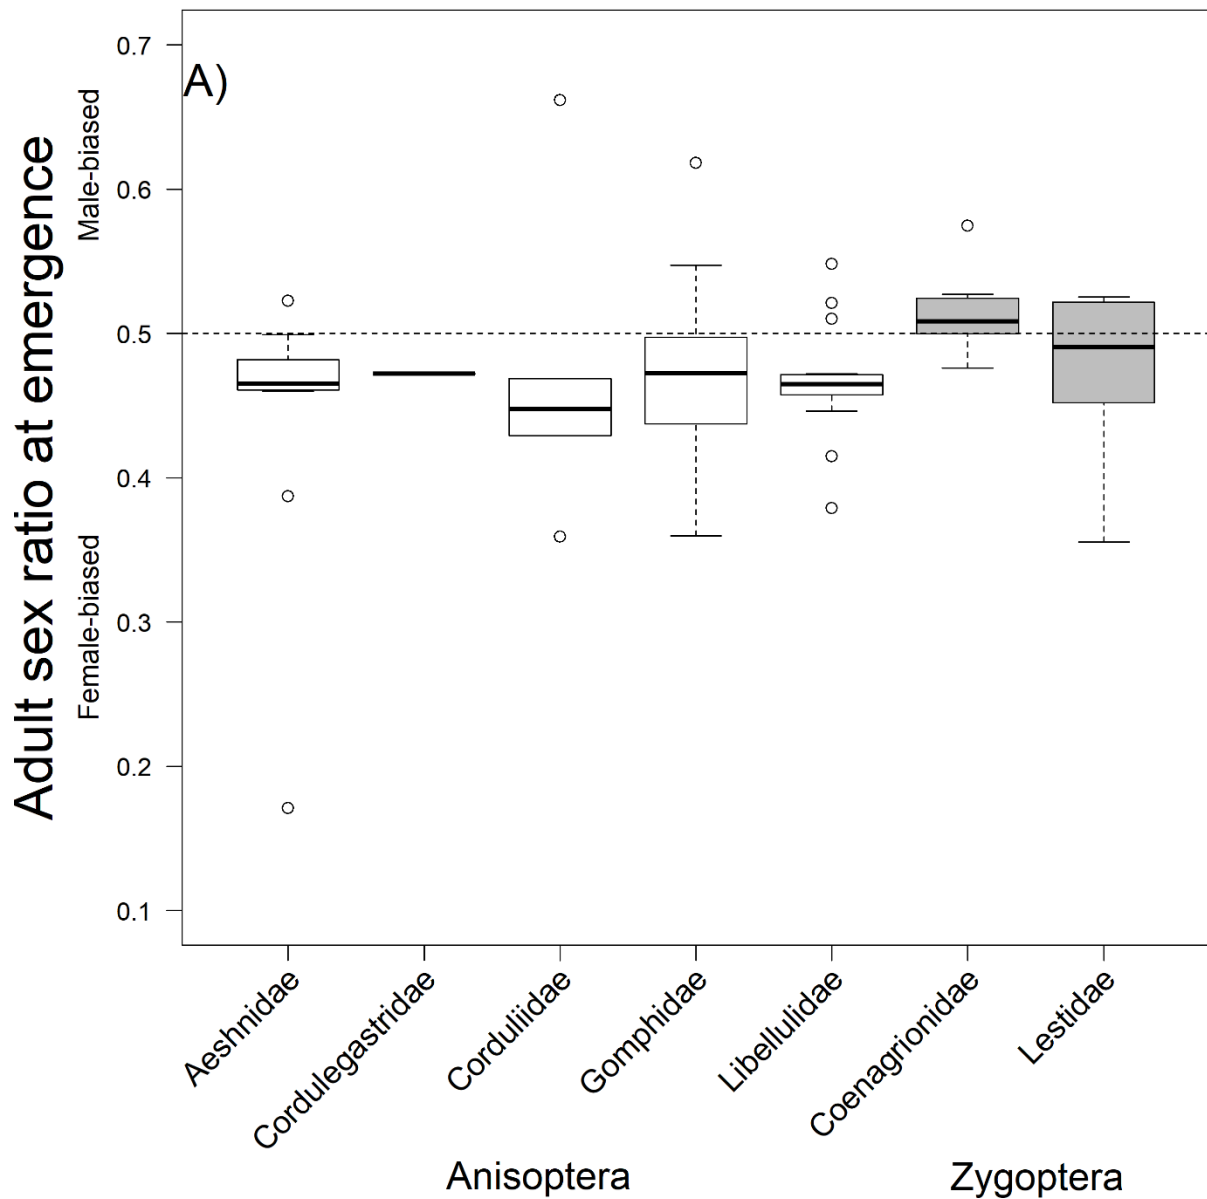 A)
Adult sex ratio at emergence
Male-biased
Female-biased
0.7
0.6
0.5
0.4
0.3
0.2
0.1
Aeshnidae
Cordulegastridae
Corduliidae
Gomphidae
Libellulidae
Coenagrionidae
Lestidae
Anisoptera
Zygoptera